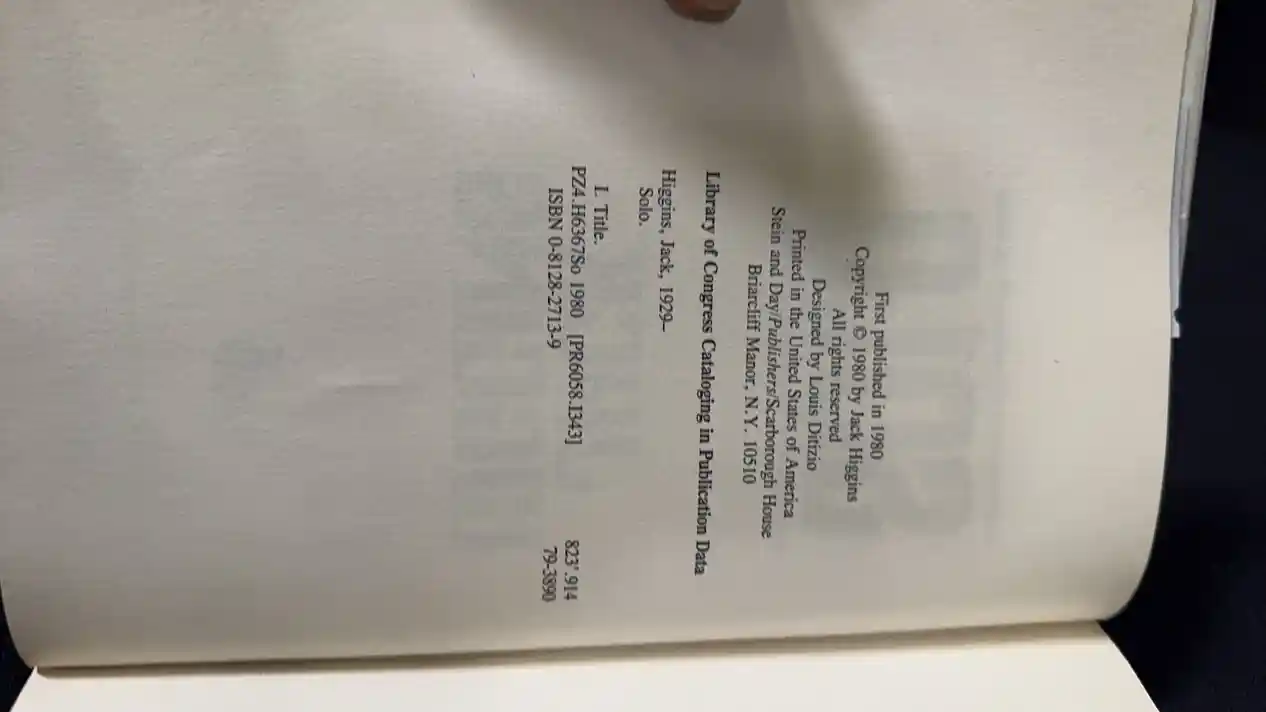 First published in 1980
Copyright © 1980 by Jack Higgins
All rights reserved
Designed by Louis Ditizio
Printed in the United States of America
Stein and Day/Publishers/Scarborough House
Briarcliff Manor, N.Y. 10510
Library of Congress Cataloging in Publication Data
Higgins, Jack, 1929–
Solo.
I. Title.
PZ4.H6367So 1980 [PR6058.I343] 823'.914
ISBN 0-8128-2713-9 79-3890